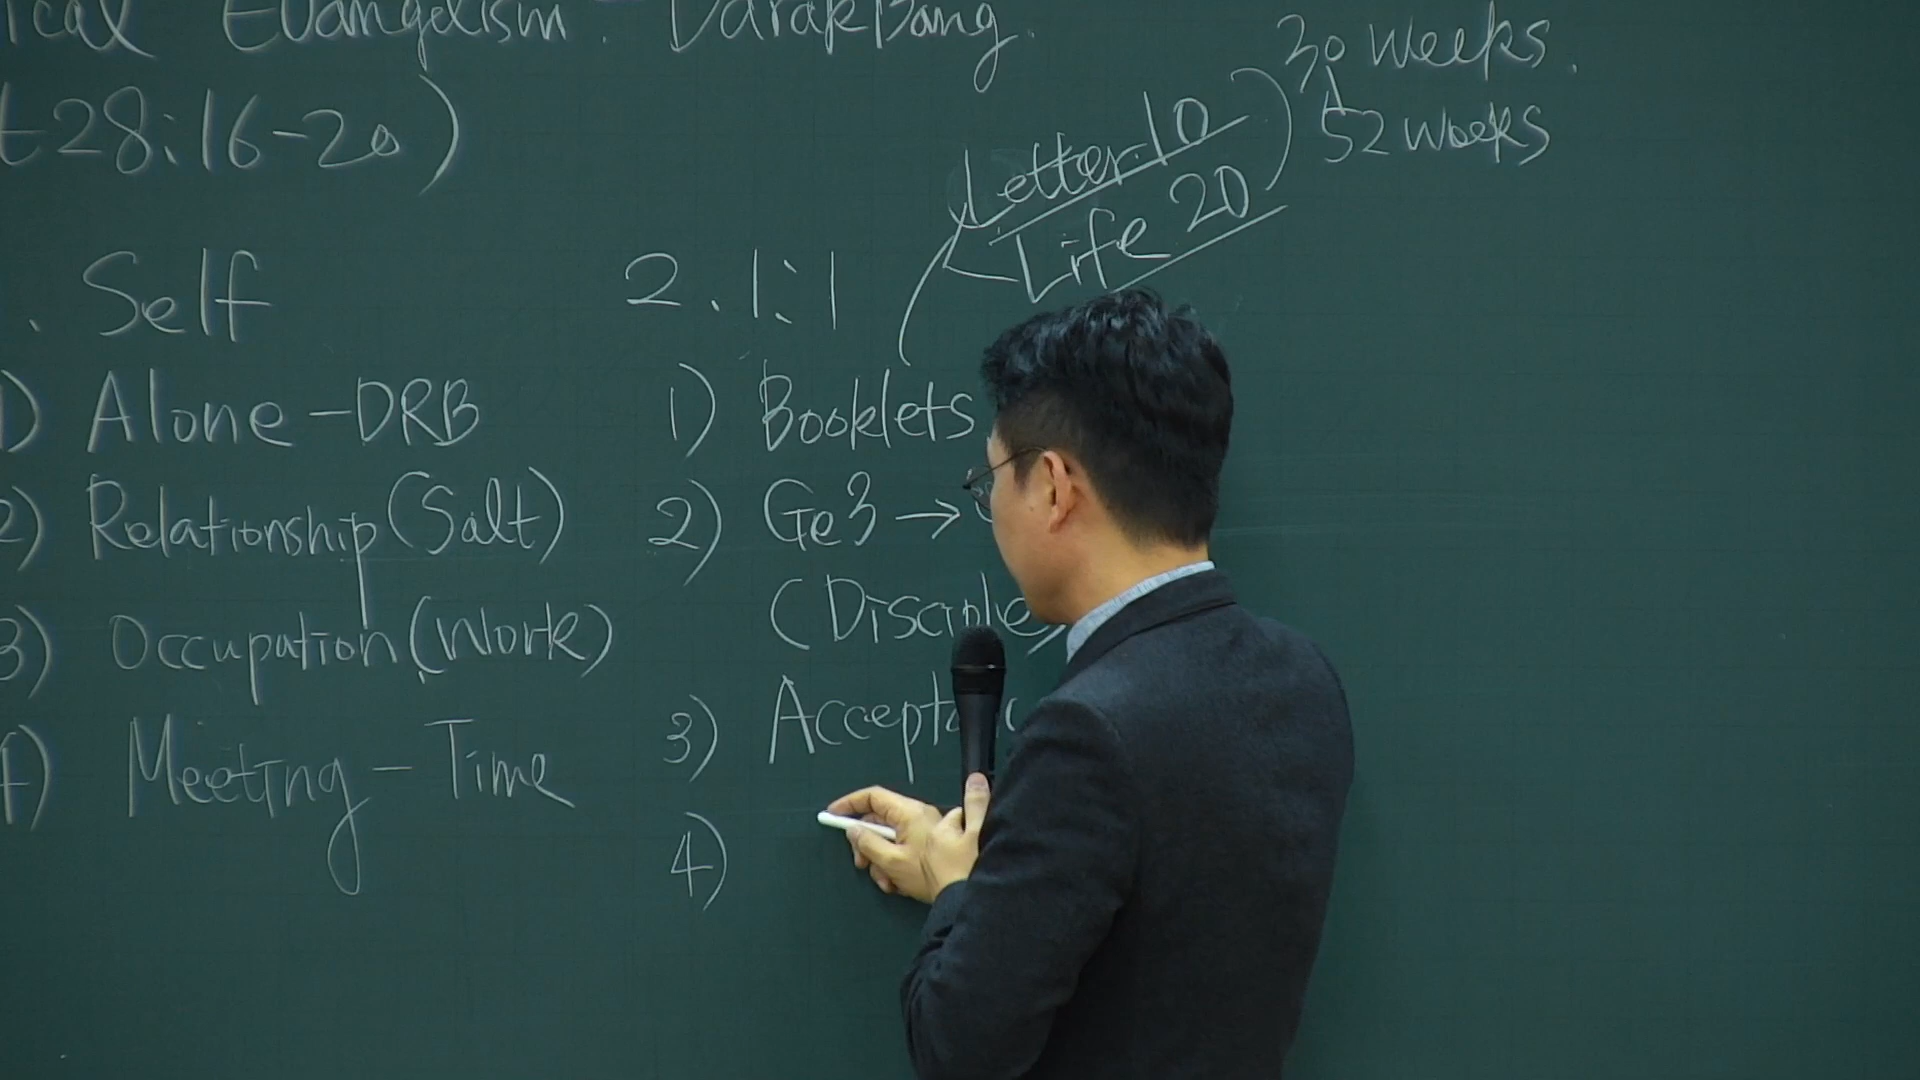 ical Evangelism. DarakBang.
t 28:16-20)
. Self
1) Alone - DRB
2) Relationship (Salt)
3) Occupation (Work)
4) Meeting - Time
2. 1:1
Letter 10
Life 20
30 weeks.
52 weeks
1) Booklets
2) Ge3 →
(Disciple
3) Accepta
4)